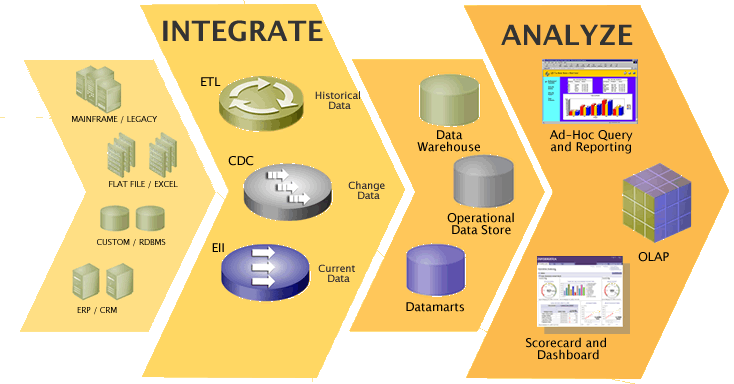 INTEGRATE
ANALYZE
MAINFRAME / LEGACY
FLAT FILE / EXCEL
CUSTOM / RDBMS
ERP / CRM
ETL
Historical
Data
CDC
Change
Data
EII
Current
Data
Data
Warehouse
Operational
Data Store
Datamarts
Ad-Hoc Query
and Reporting
OLAP
Scorecard and
Dashboard